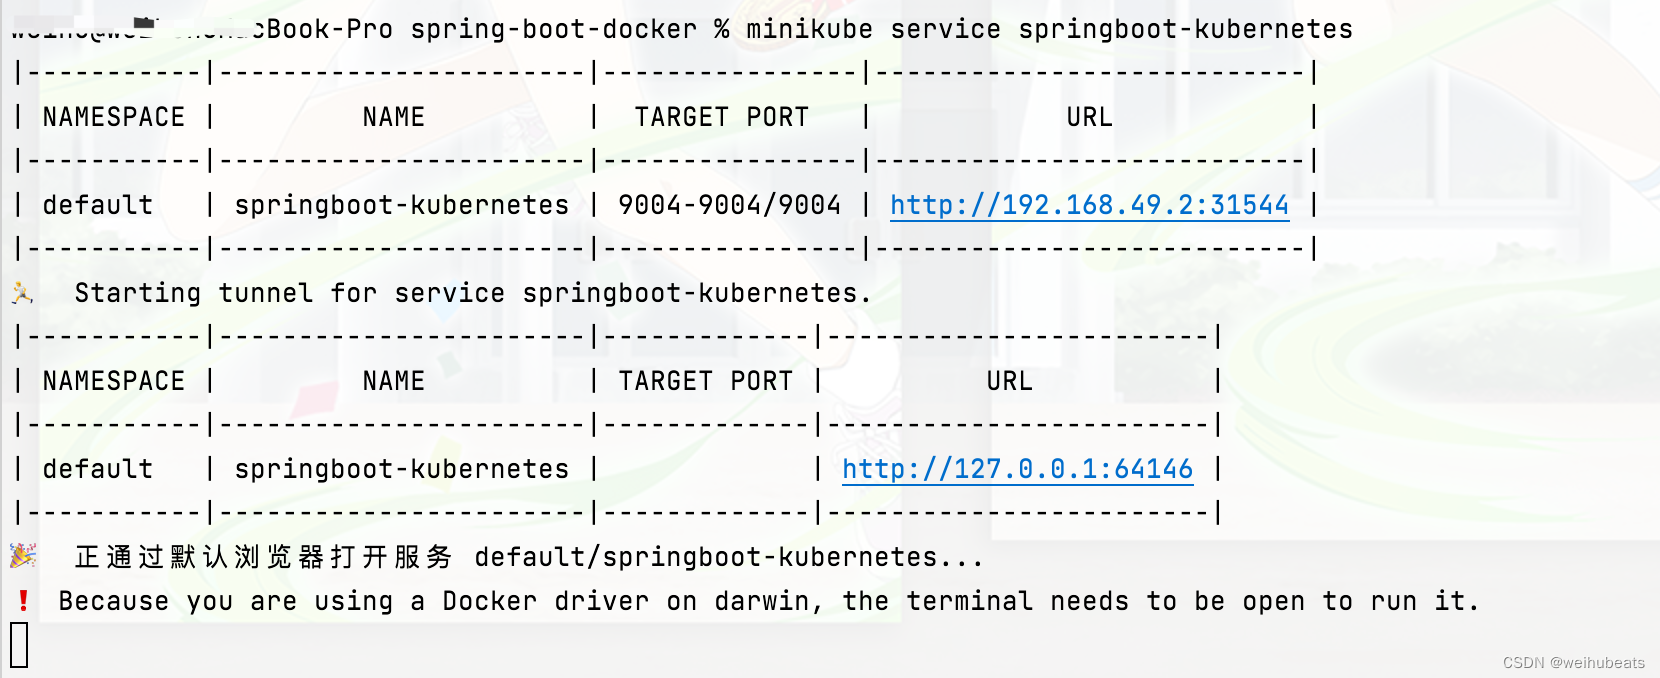 MacBook-Pro spring-boot-docker % minikube service springboot-kubernetes
|-----------|-----------------------|----------------|---------------------------|
| NAMESPACE |         NAME          |  TARGET PORT   |            URL            |
|-----------|-----------------------|----------------|---------------------------|
| default   | springboot-kubernetes | 9004-9004/9004 | http://192.168.49.2:31544 |
|-----------|-----------------------|----------------|---------------------------|
🏃  Starting tunnel for service springboot-kubernetes.
|-----------|-----------------------|-------------|------------------------|
| NAMESPACE |         NAME          | TARGET PORT |          URL           |
|-----------|-----------------------|-------------|------------------------|
| default   | springboot-kubernetes |             | http://127.0.0.1:64146 |
|-----------|-----------------------|-------------|------------------------|
🎉  正通过默认浏览器打开服务 default/springboot-kubernetes...
❗ Because you are using a Docker driver on darwin, the terminal needs to be open to run it.
CSDN @weihubeats